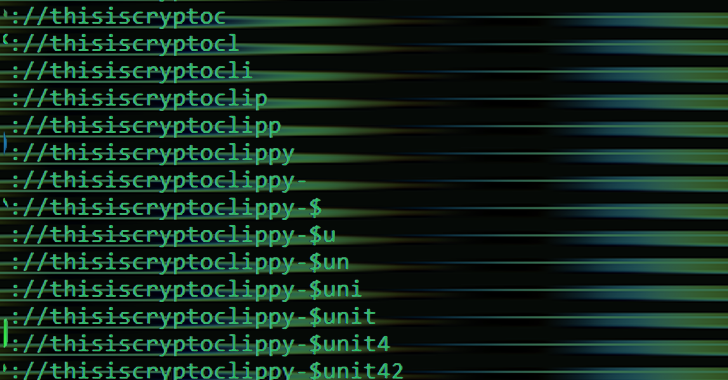 ://thisiscryptoc
://thisiscryptocl
://thisiscryptocli
://thisiscryptoclip
://thisiscryptoclipp
://thisiscryptoclippy
://thisiscryptoclippy-
://thisiscryptoclippy-$
://thisiscryptoclippy-$u
://thisiscryptoclippy-$un
://thisiscryptoclippy-$uni
://thisiscryptoclippy-$unit
://thisiscryptoclippy-$unit4
://thisiscryptoclippy-$unit42